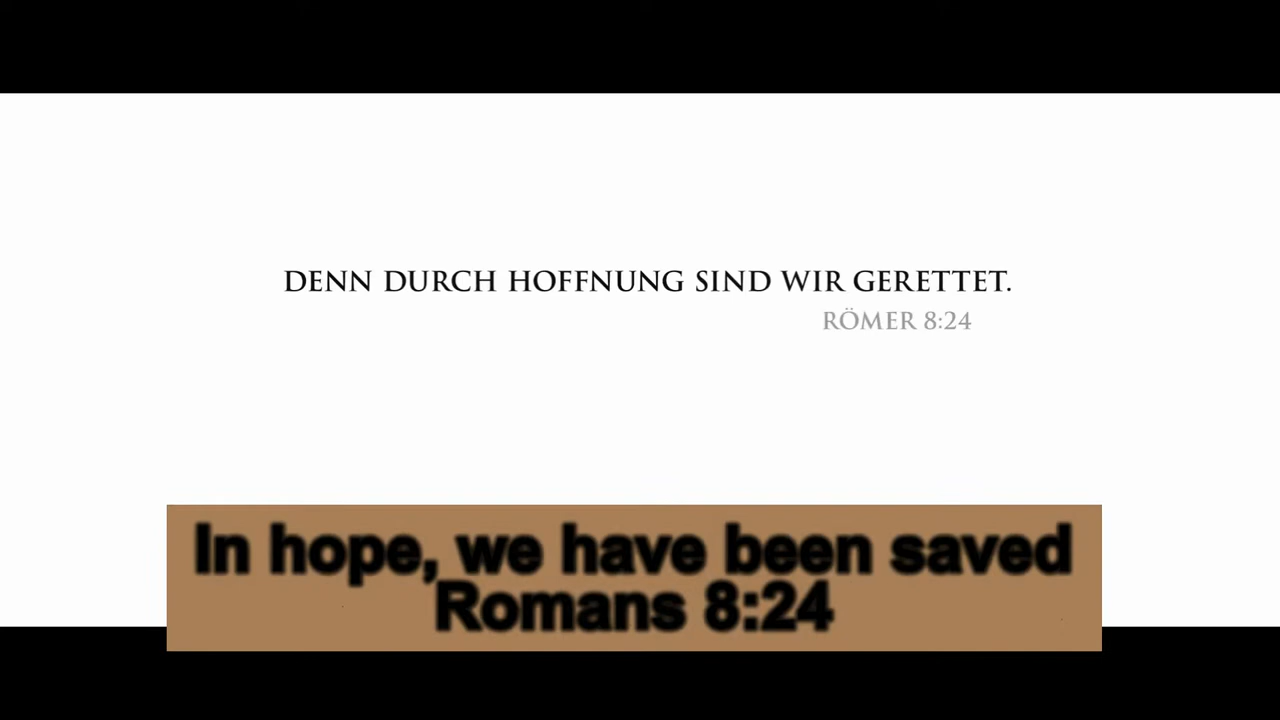 DENN DURCH HOFFNUNG SIND WIR GERETTET.
RÖMER 8:24
In hope, we have been saved
Romans 8:24